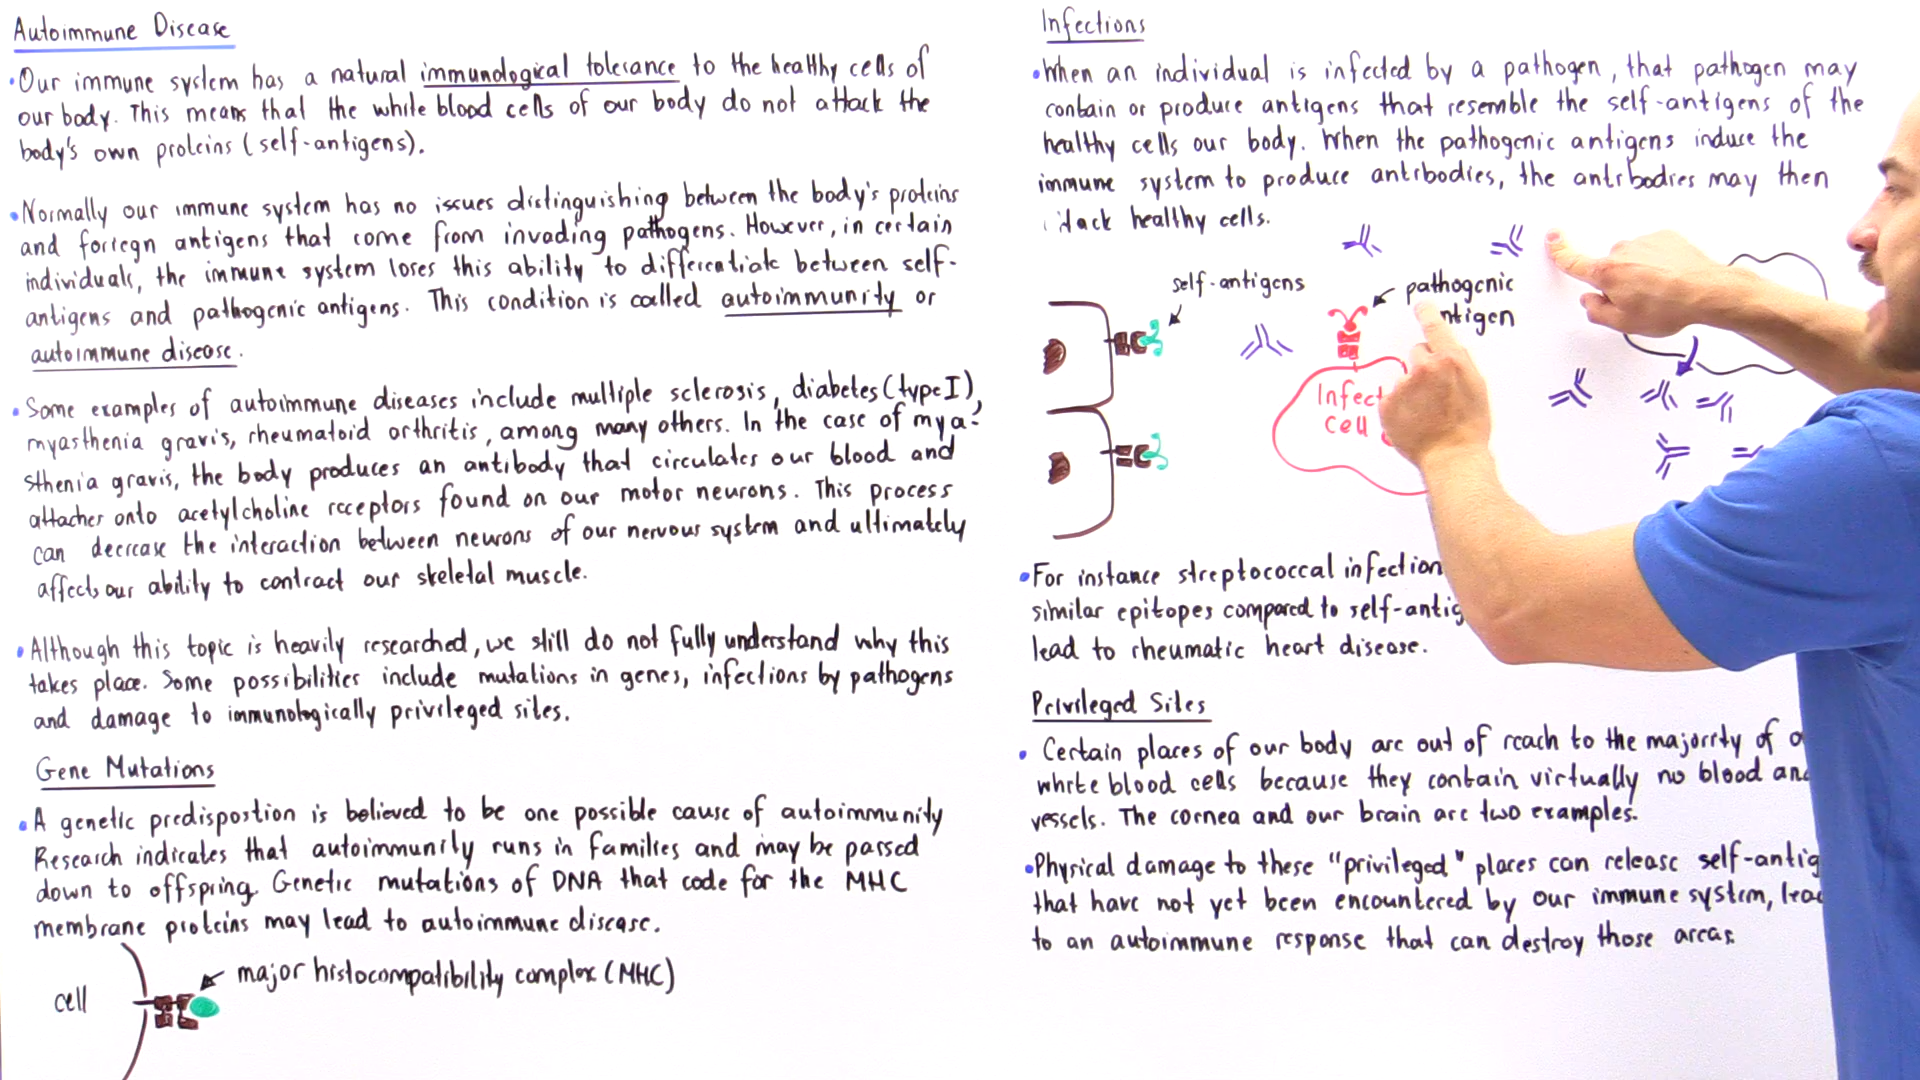 Autoimmune Disease
• Our immune system has a natural immunological tolerance to the healthy cells of
our body. This means that the white blood cells of our body do not attack the
body's own proteins (self-antigens).
• Normally our immune system has no issues distinguishing between the body's proteins
and foriegn antigens that come from invading pathogens. However, in certain
individuals, the immune system loses this ability to differentiate between self-
antigens and pathogenic antigens. This condition is called autoimmunity or
autoimmune disease.
• Some examples of autoimmune diseases include multiple sclerosis, diabetes (type I),
myasthenia gravis, rheumatoid arthritis, among many others. In the case of mya-
sthenia gravis, the body produces an antibody that circulates our blood and
attaches onto acetylcholine receptors found on our motor neurons. This process
can decrease the interaction between neurons of our nervous system and ultimately
affects our ability to contract our skeletal muscle.
• Although this topic is heavily researched, we still do not fully understand why this
takes place. Some possibilities include mutations in genes, infections by pathogens
and damage to immunologically privileged sites.
Gene Mutations
• A genetic predispostion is believed to be one possible cause of autoimmunity
Research indicates that autoimmunity runs in families and may be passed
down to offspring. Genetic mutations of DNA that code for the MHC
membrane proteins may lead to autoimmune disease.
major histocompatibility complex (MHC)
cell
Infections
• When an individual is infected by a pathogen, that pathogen may
contain or produce antigens that resemble the self-antigens of the
healthy cells our body. When the pathogenic antigens induce the
immune system to produce antibodies, the antibodies may then
healthy cells.
self-antigens
pathogenic
ntigen
Infect
Cell
• For instance streptococcal infection
similar epitopes compared to self-antig
lead to rheumatic heart disease.
Privileged Sites
• Certain places of our body are out of reach to the majority of o
white blood cells because they contain virtually no blood and
vessels. The cornea and our brain are two examples.
• Physical damage to these "privileged" places can release self-antig
that have not yet been encountered by our immune system, lead
to an autoimmune response that can destroy those areas.